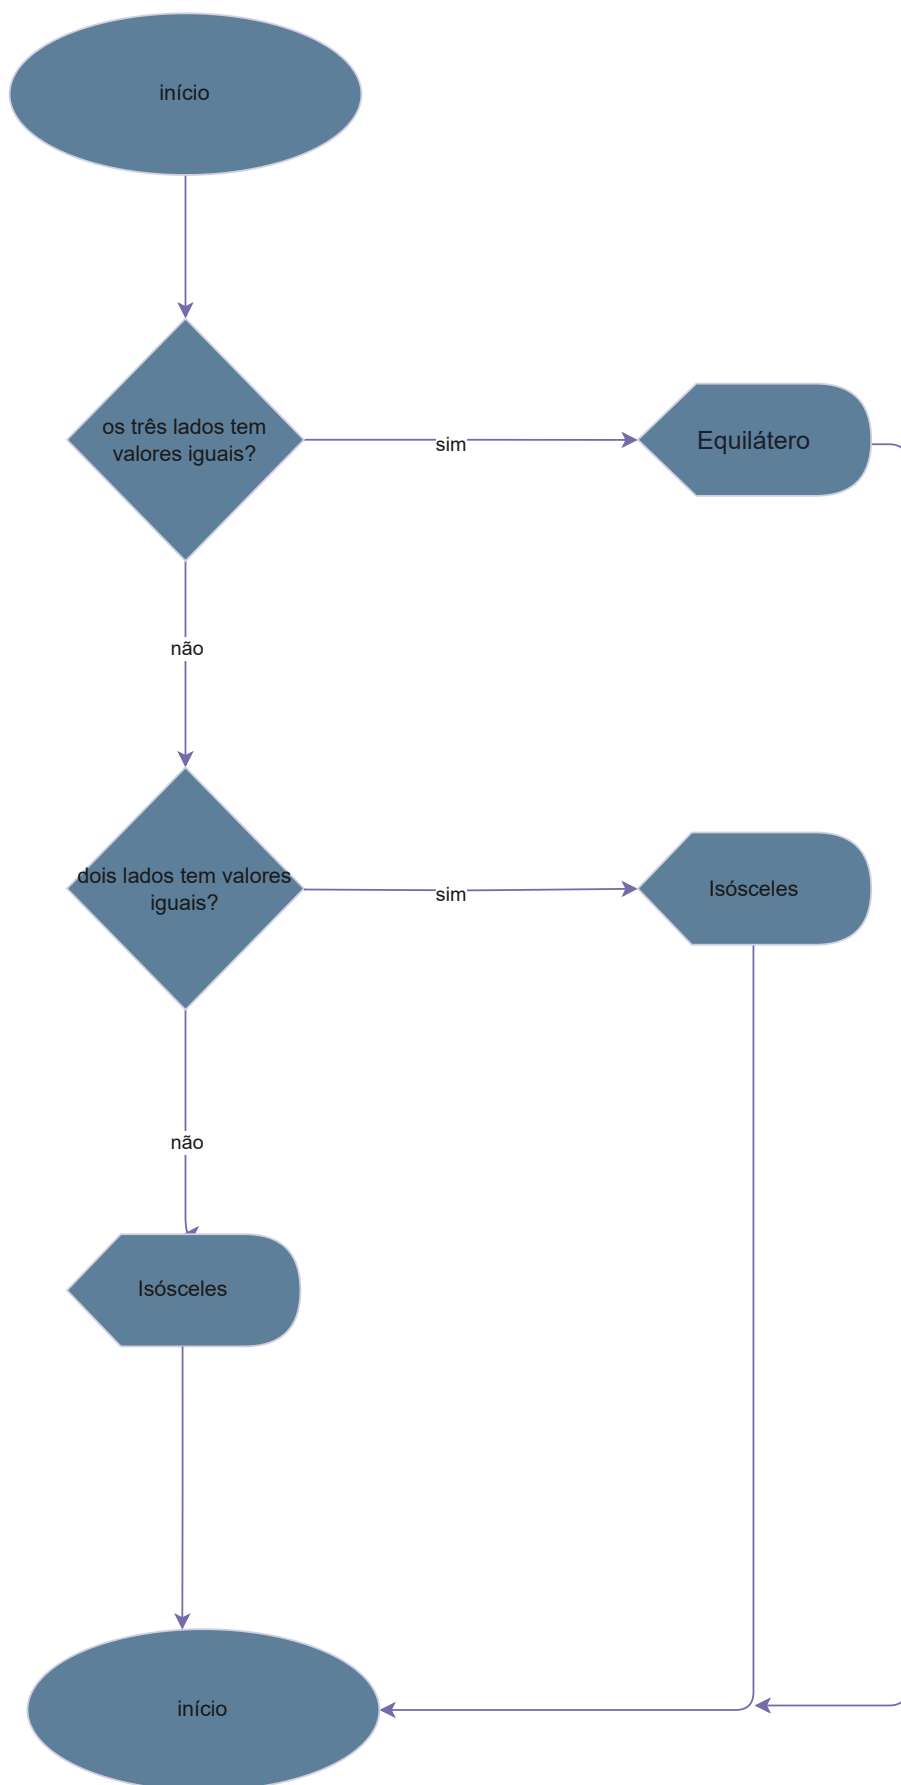 início
os três lados tem
valores iguais?
sim
Equilátero
não
dois lados tem valores
iguais?
sim
Isósceles
não
Isósceles
início